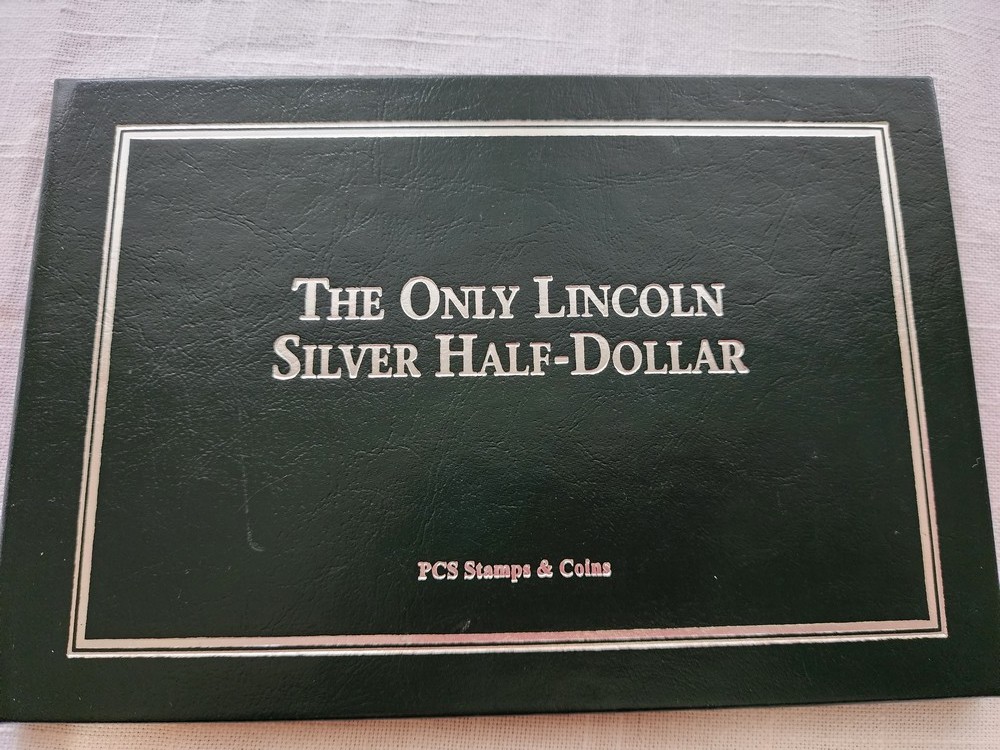 THE ONLY LINCOLN
SILVER HALF-DOLLAR
PCS Stamps & Coins